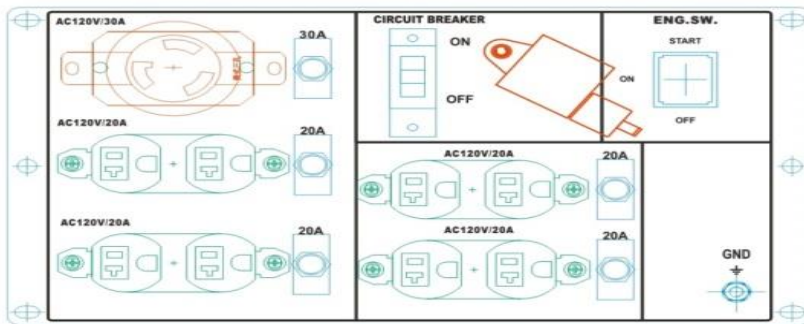 AC120V/30A
30A
CIRCUIT BREAKER
ON
OFF
ENG.SW.
START
ON
OFF
AC120V/20A
20A
AC120V/20A
20A
AC120V/20A
20A
AC120V/20A
20A
GND